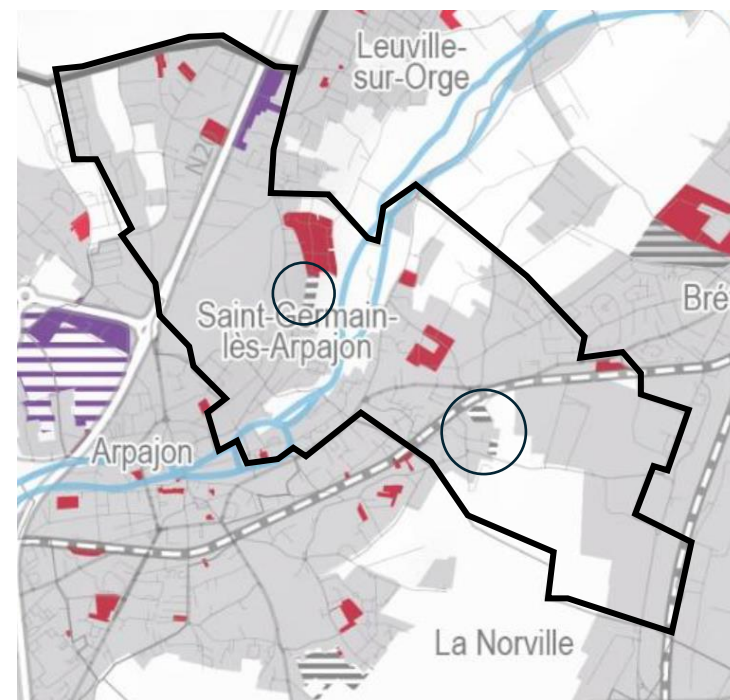 Leuville-
sur-Orge
N20
Saint-Germain-
lès-Arpajon
Bré
Arpajon
La Norville